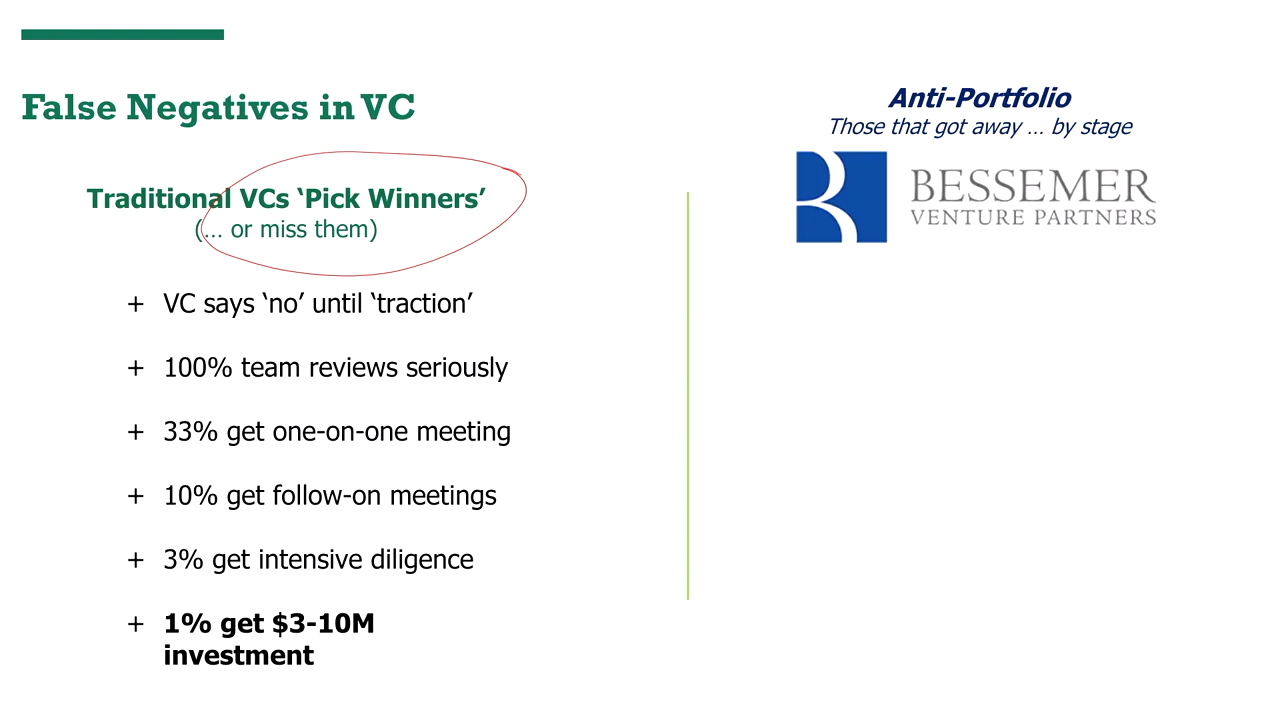 False Negatives in VC
Traditional VCs ‘Pick Winners’
(… or miss them)
+ VC says ‘no’ until ‘traction’
+ 100% team reviews seriously
+ 33% get one-on-one meeting
+ 10% get follow-on meetings
+ 3% get intensive diligence
+ 1% get $3-10M
investment
Anti-Portfolio
Those that got away … by stage
BESSEMER
VENTURE PARTNERS